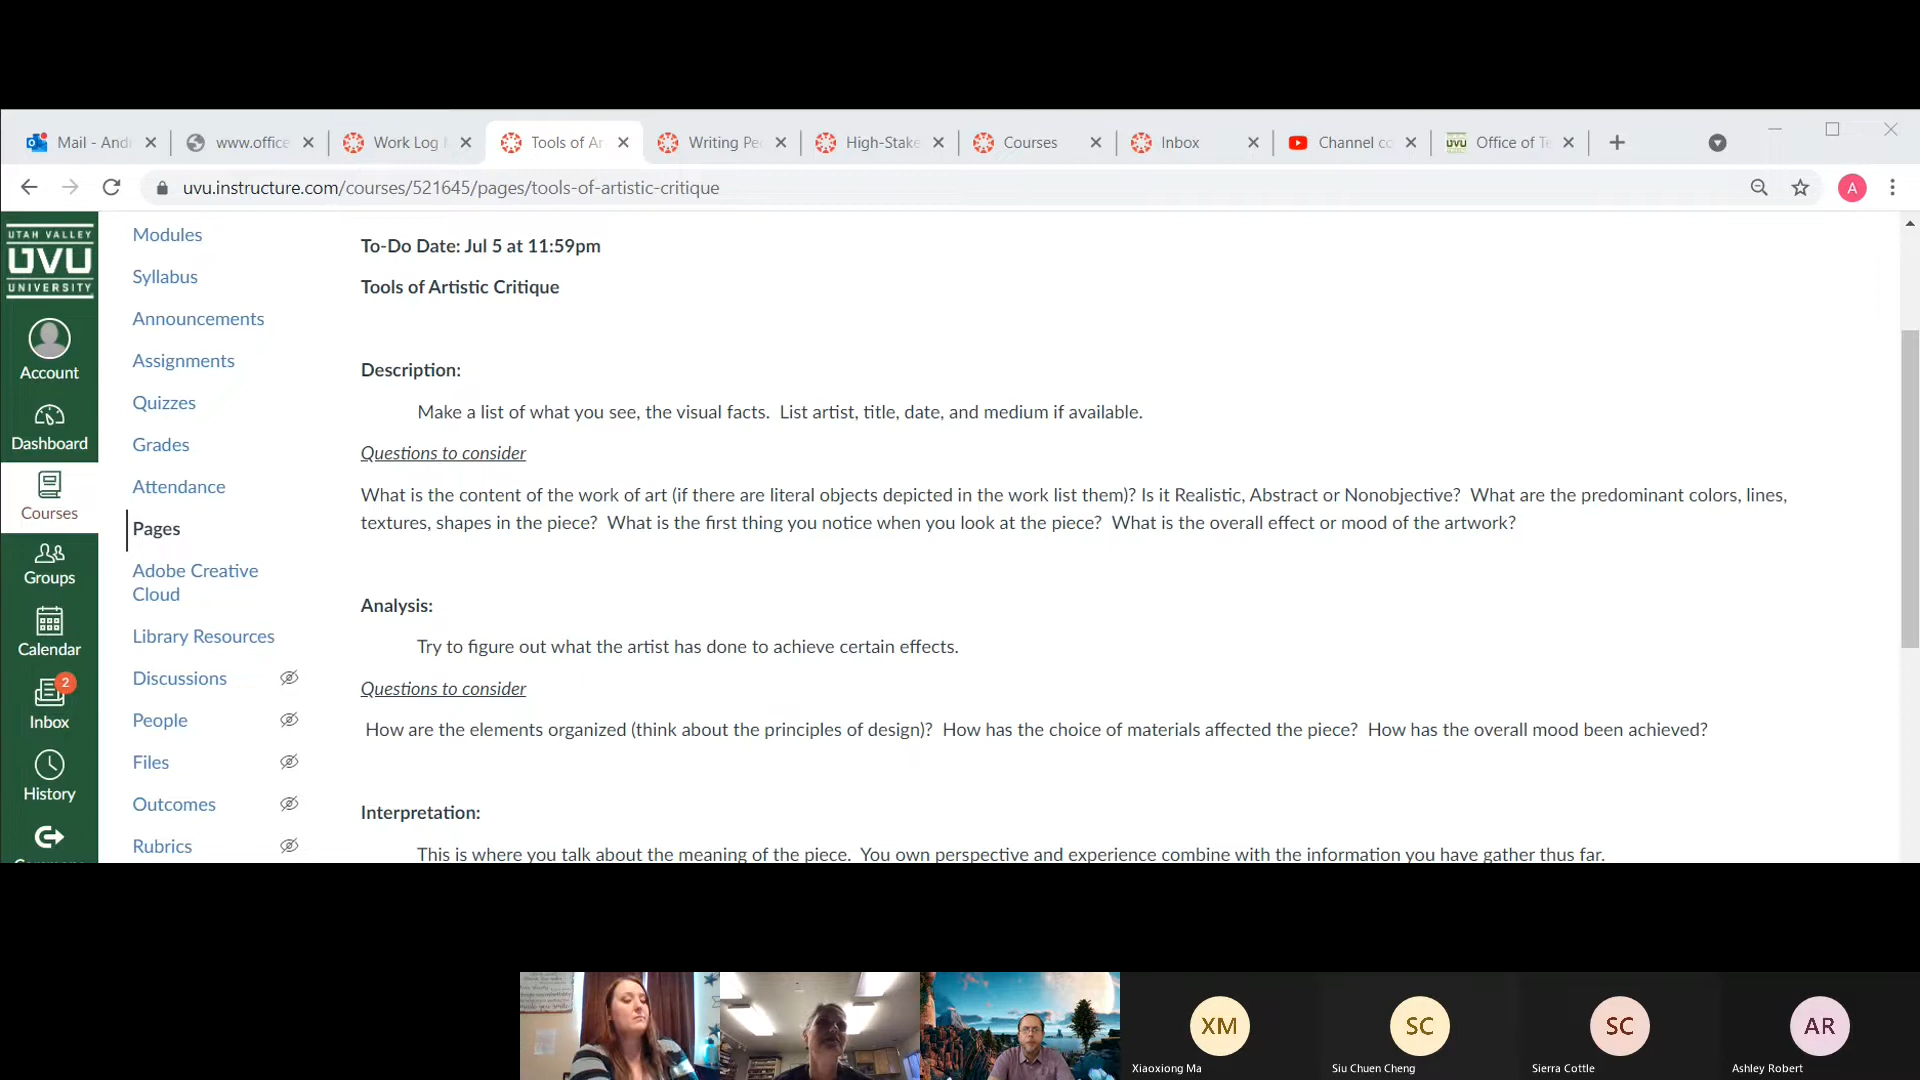 Mail - And
www.office
Work Log
Tools of Ar
Writing Pe
High-Stake
Courses
Inbox
Channel co
Office of Te
uvu.instructure.com/courses/521645/pages/tools-of-artistic-critique
A
UTAH VALLEY
UVU
UNIVERSITY
Account
Dashboard
Courses
Groups
Calendar
2
Inbox
History
Modules
Syllabus
Announcements
Assignments
Quizzes
Grades
Attendance
Pages
Adobe Creative
Cloud
Library Resources
Discussions
People
Files
Outcomes
Rubrics
To-Do Date: Jul 5 at 11:59pm
Tools of Artistic Critique
Description:
Make a list of what you see, the visual facts.  List artist, title, date, and medium if available.
Questions to consider
What is the content of the work of art (if there are literal objects depicted in the work list them)? Is it Realistic, Abstract or Nonobjective?  What are the predominant colors, lines,
textures, shapes in the piece?  What is the first thing you notice when you look at the piece?  What is the overall effect or mood of the artwork?
Analysis:
Try to figure out what the artist has done to achieve certain effects.
Questions to consider
How are the elements organized (think about the principles of design)?  How has the choice of materials affected the piece?  How has the overall mood been achieved?
Interpretation:
This is where you talk about the meaning of the piece.  You own perspective and experience combine with the information you have gather thus far.
XM
SC
SC
AR
Xiaoxiong Ma
Siu Chuen Cheng
Sierra Cottle
Ashley Robert